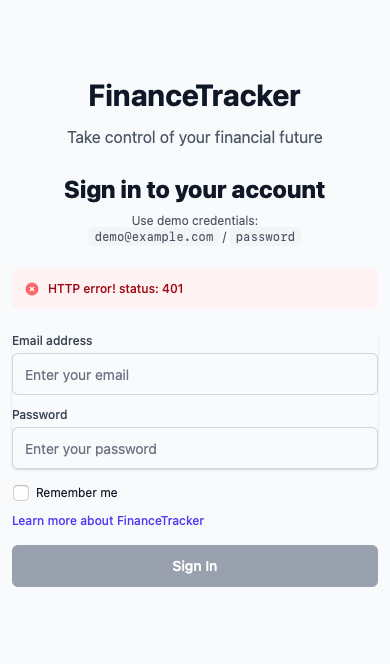 FinanceTracker
Take control of your financial future
Sign in to your account
Use demo credentials:
demo@example.com / password
HTTP error! status: 401
Email address
Enter your email
Password
Enter your password
Remember me
Learn more about FinanceTracker
Sign In